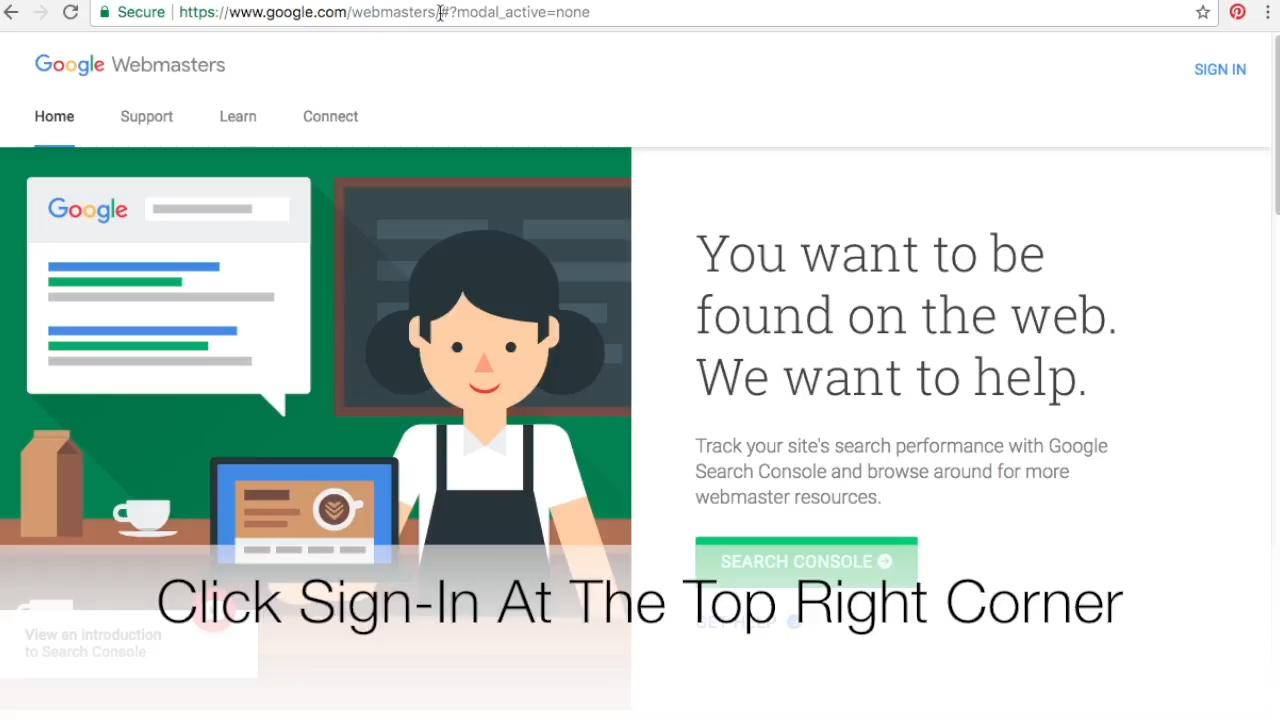 Secure
https://www.google.com/webmasters/#?modal_active=none
Google Webmasters
SIGN IN
Home
Support
Learn
Connect
Google
You want to be
found on the web.
We want to help.
Track your site's search performance with Google
Search Console and browse around for more
webmaster resources.
SEARCH CONSOLE
Click Sign-In At The Top Right Corner
GET HELP
View an introduction
to Search Console